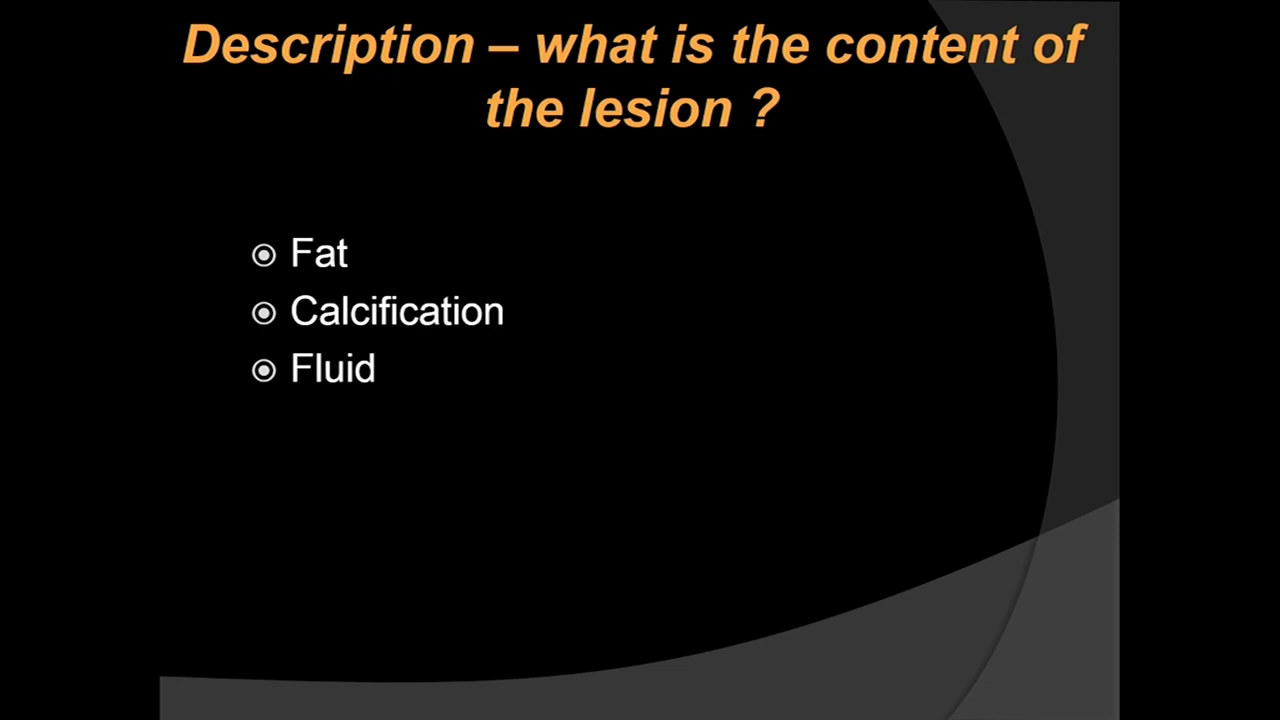 Description – what is the content of
the lesion ?
Fat
Calcification
Fluid